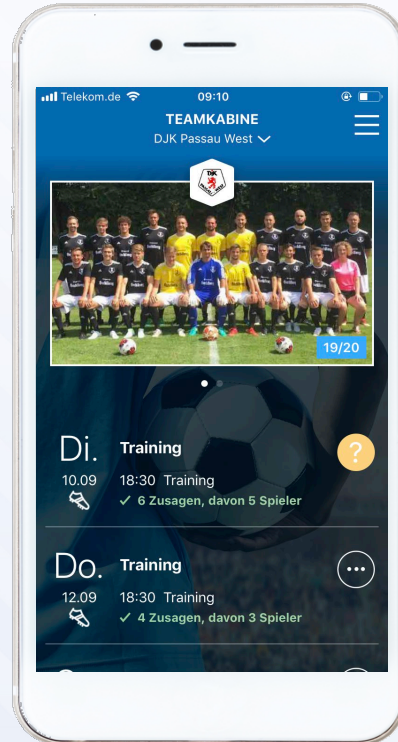 Telekom.de
09:10
TEAMKABINE
DJK Passau West
DJK
19/20
Di. Training
10.09 18:30 Training
✓ 6 Zusagen, davon 5 Spieler
?
Do. Training
12.09 18:30 Training
✓ 4 Zusagen, davon 3 Spieler